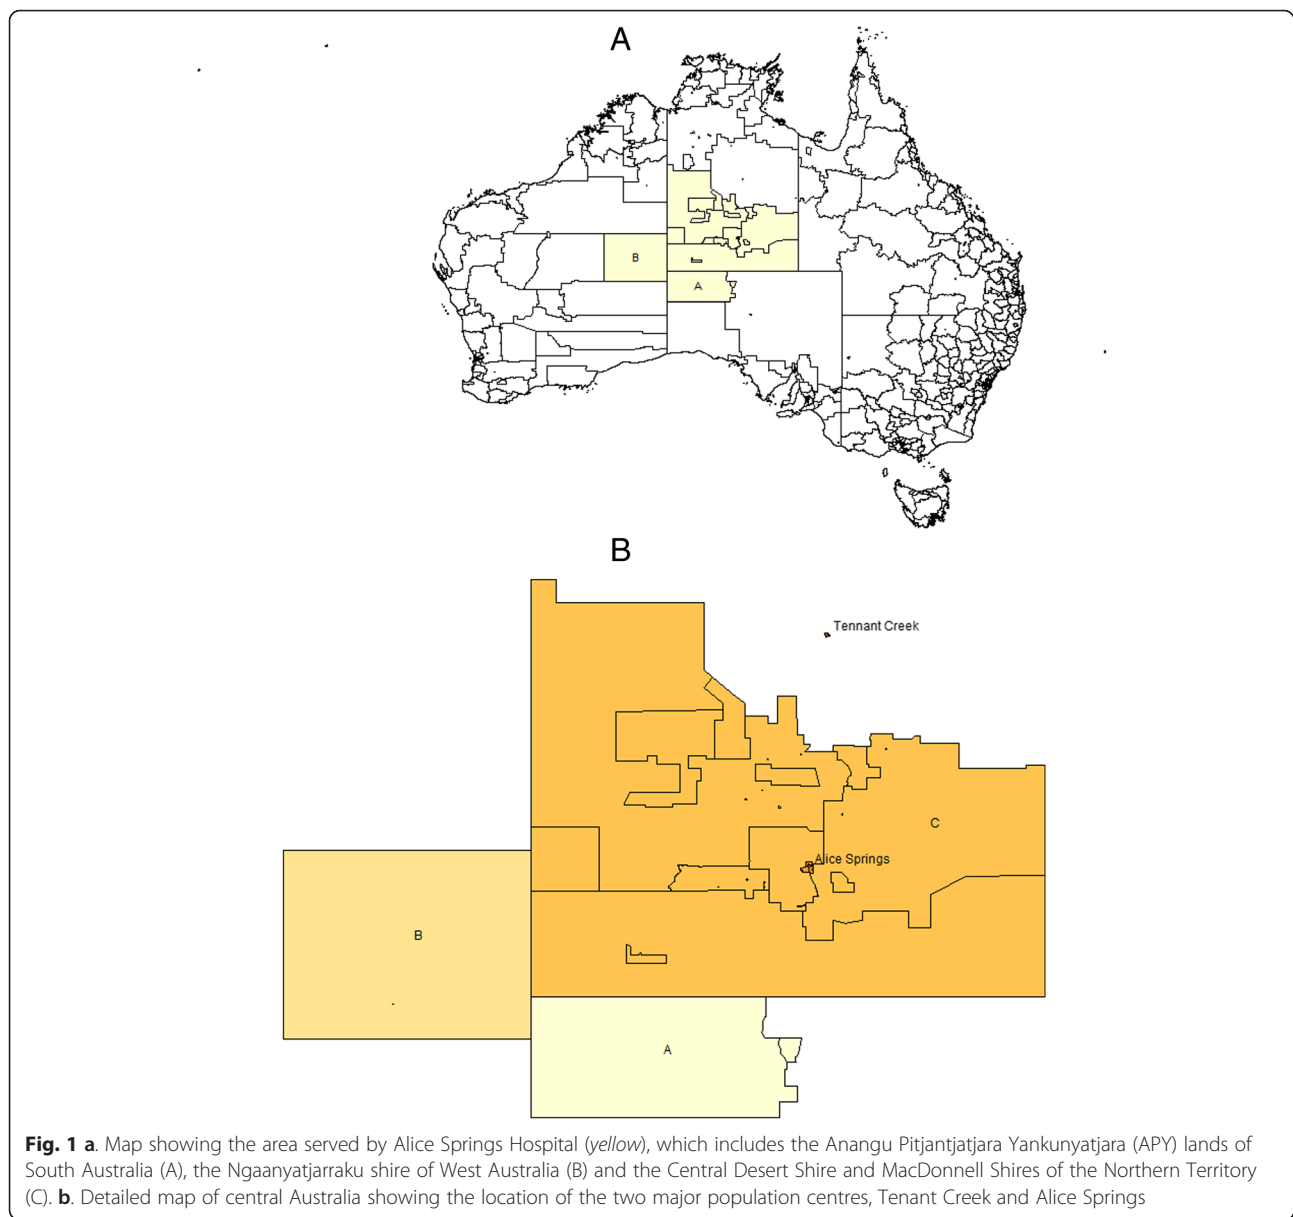 A
B
A
B
Tennant Creek
C
Alice Springs
B
A
Fig. 1 a. Map showing the area served by Alice Springs Hospital (yellow), which includes the Anangu Pitjantjatjara Yankunyatjara (APY) lands of
South Australia (A), the Ngaanyatjarraku shire of West Australia (B) and the Central Desert Shire and MacDonnell Shires of the Northern Territory
(C). b. Detailed map of central Australia showing the location of the two major population centres, Tenant Creek and Alice Springs